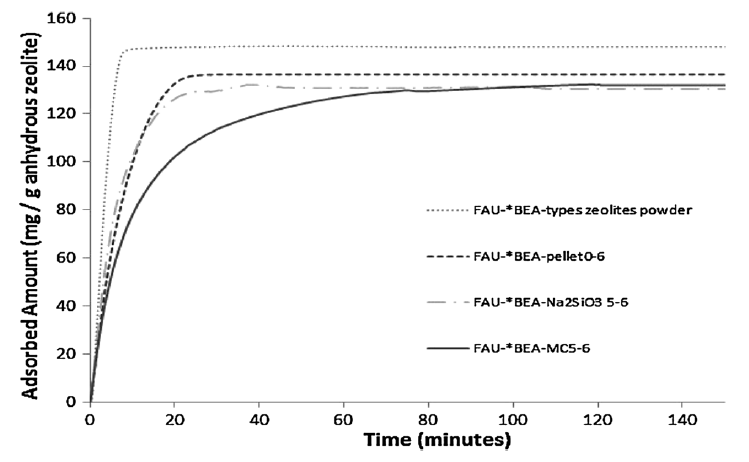 Adsorbed Amount (mg / g anhydrous zeolite)
160
140
120
100
80
60
40
20
0
FAU-*BEA-types zeolites powder
FAU-*BEA-pellet0-6
FAU-*BEA-Na2SiO3 5-6
FAU-*BEA-MC5-6
0 20 40 60 80 100 120 140
Time (minutes)